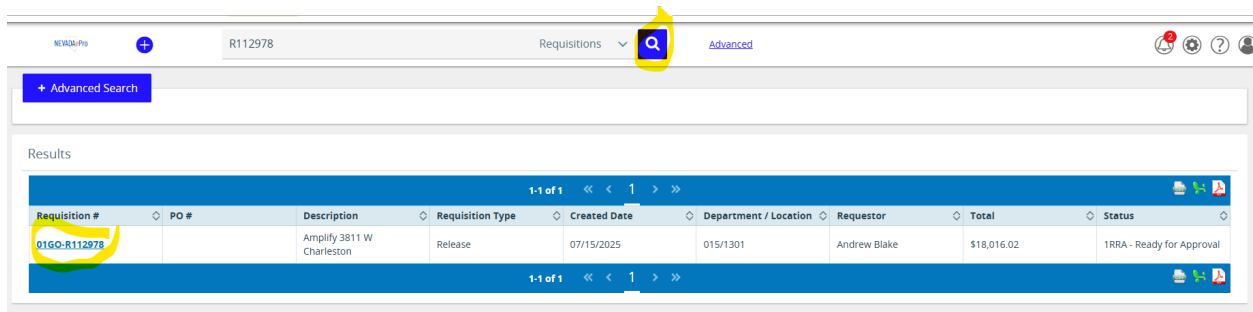 NEVADAePro R112978 Requisitions Advanced 2
+ Advanced Search
Results
1-1 of 1 « < 1 > »
Requisition # PO # Description Requisition Type Created Date Department / Location Requestor Total Status
01GO-R112978 Amplify 3811 W Charleston Release 07/15/2025 015/1301 Andrew Blake $18,016.02 1RRA - Ready for Approval
1-1 of 1 « < 1 > »